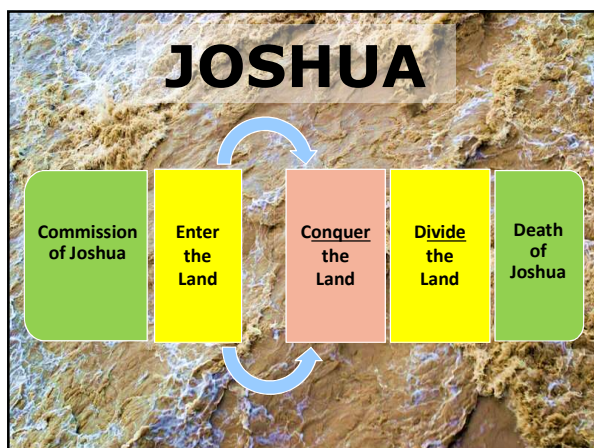 JOSHUA
Commission
of Joshua
Enter
the
Land
Conquer
the
Land
Divide
the
Land
Death
of
Joshua